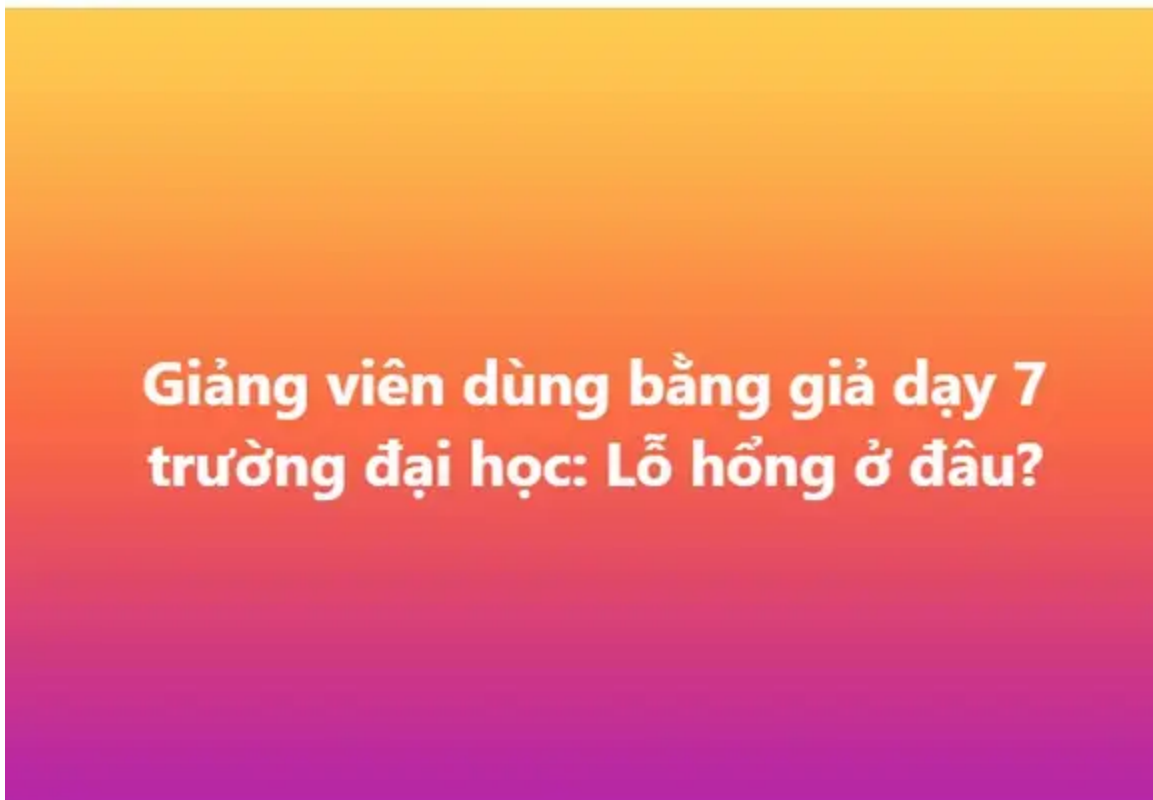 Giảng viên dùng bằng giả dạy 7
trường đại học: Lỗ hổng ở đâu?